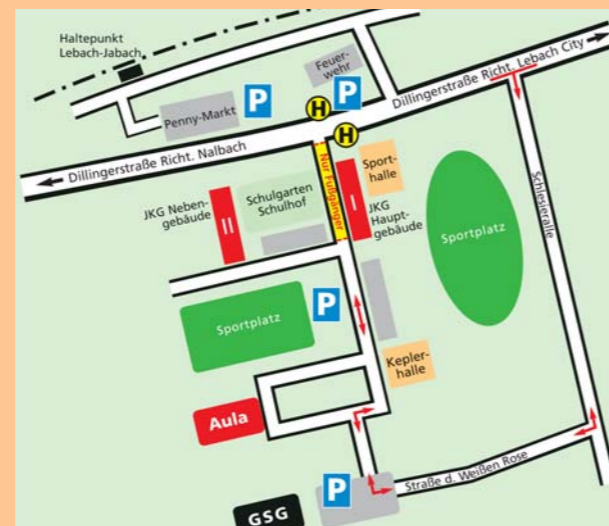 Haltepunkt
Lebach-Jabach
Feuer-
wehr
P
P
Penny-Markt
H
H
Dillingerstraße Richt. Lebach City
Dillingerstraße Richt. Nalbach
Nur Fußgänger
Sport-
halle
I
JKG
Haupt-
gebäude
JKG Neben-
gebäude
II
Schulgarten
Schulhof
Sportplatz
Schlesieralle
Sportplatz
P
Kepler-
halle
Aula
P
Straße d. Weißen Rose
GSG